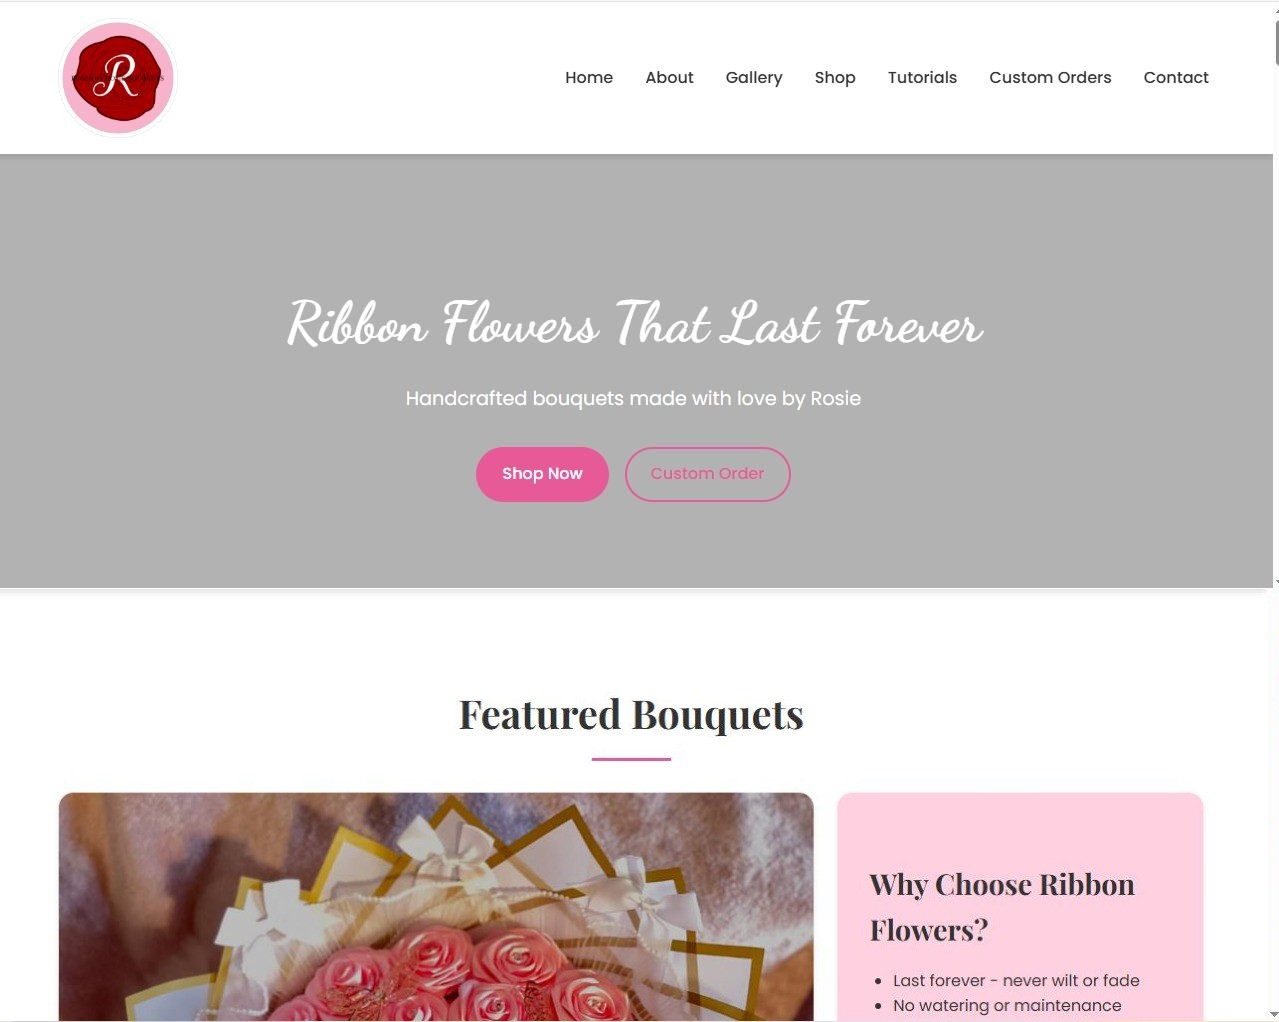 R
Home About Gallery Shop Tutorials Custom Orders Contact
Ribbon Flowers That Last Forever
Handcrafted bouquets made with love by Rosie
Shop Now Custom Order
Featured Bouquets
Why Choose Ribbon
Flowers?
• Last forever - never wilt or fade
• No watering or maintenance